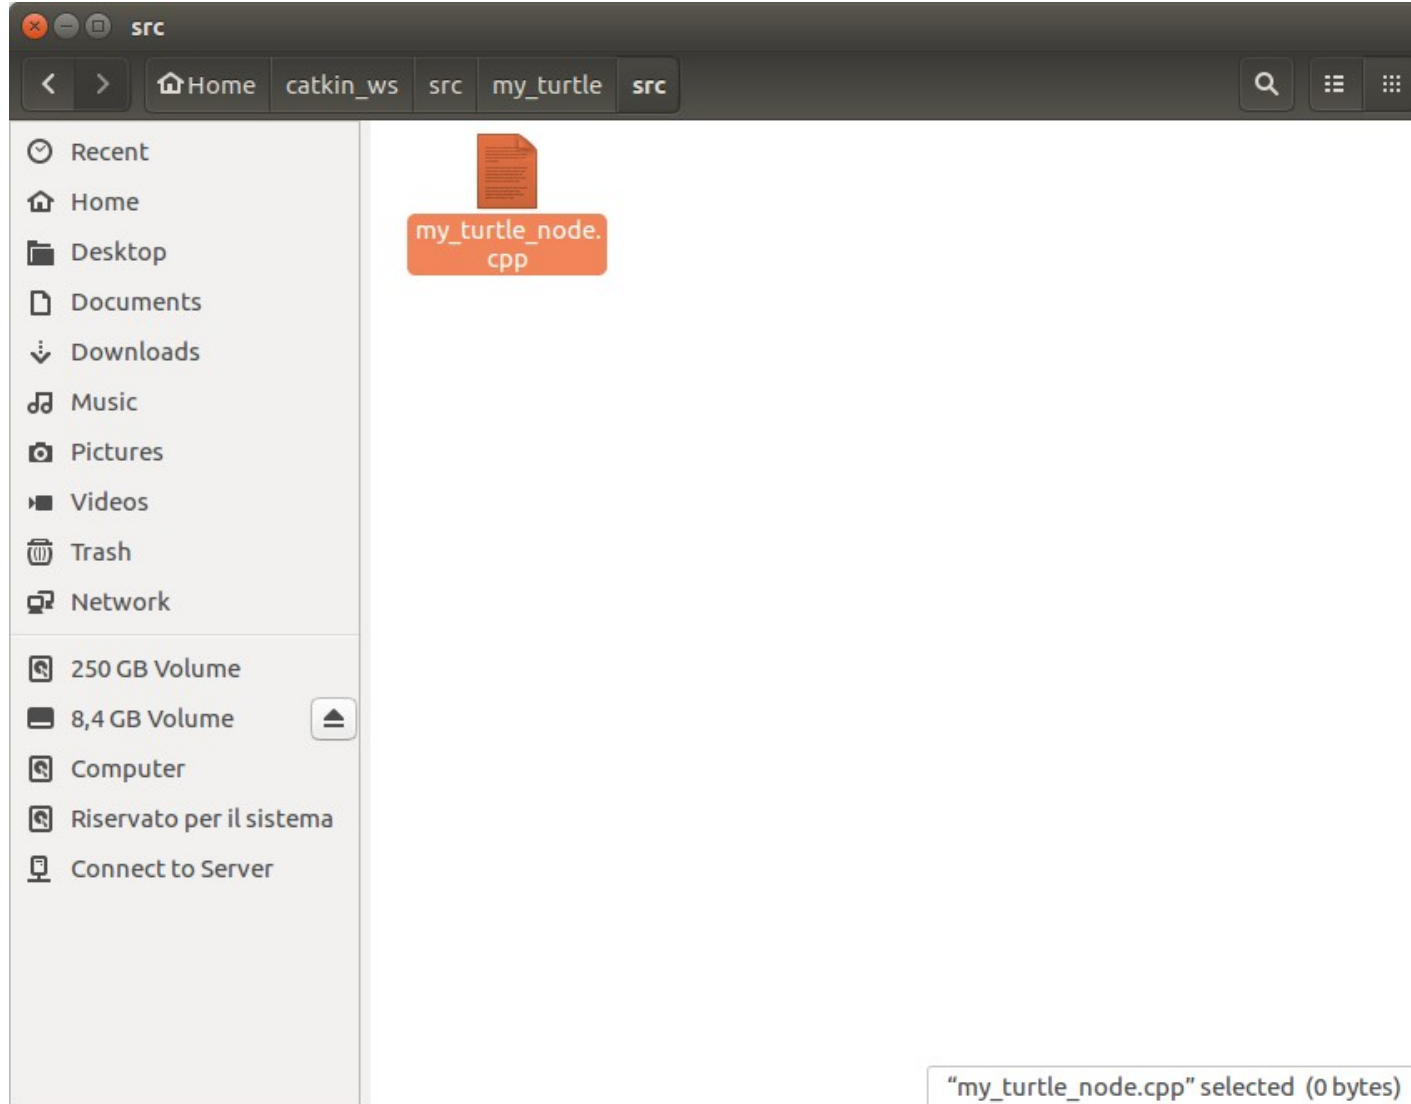 src
Home catkin_ws src my_turtle src
Recent
Home
Desktop
Documents
Downloads
Music
Pictures
Videos
Trash
Network
250 GB Volume
8,4 GB Volume
Computer
Riservato per il sistema
Connect to Server
my_turtle_node.
cpp
“my_turtle_node.cpp” selected (0 bytes)